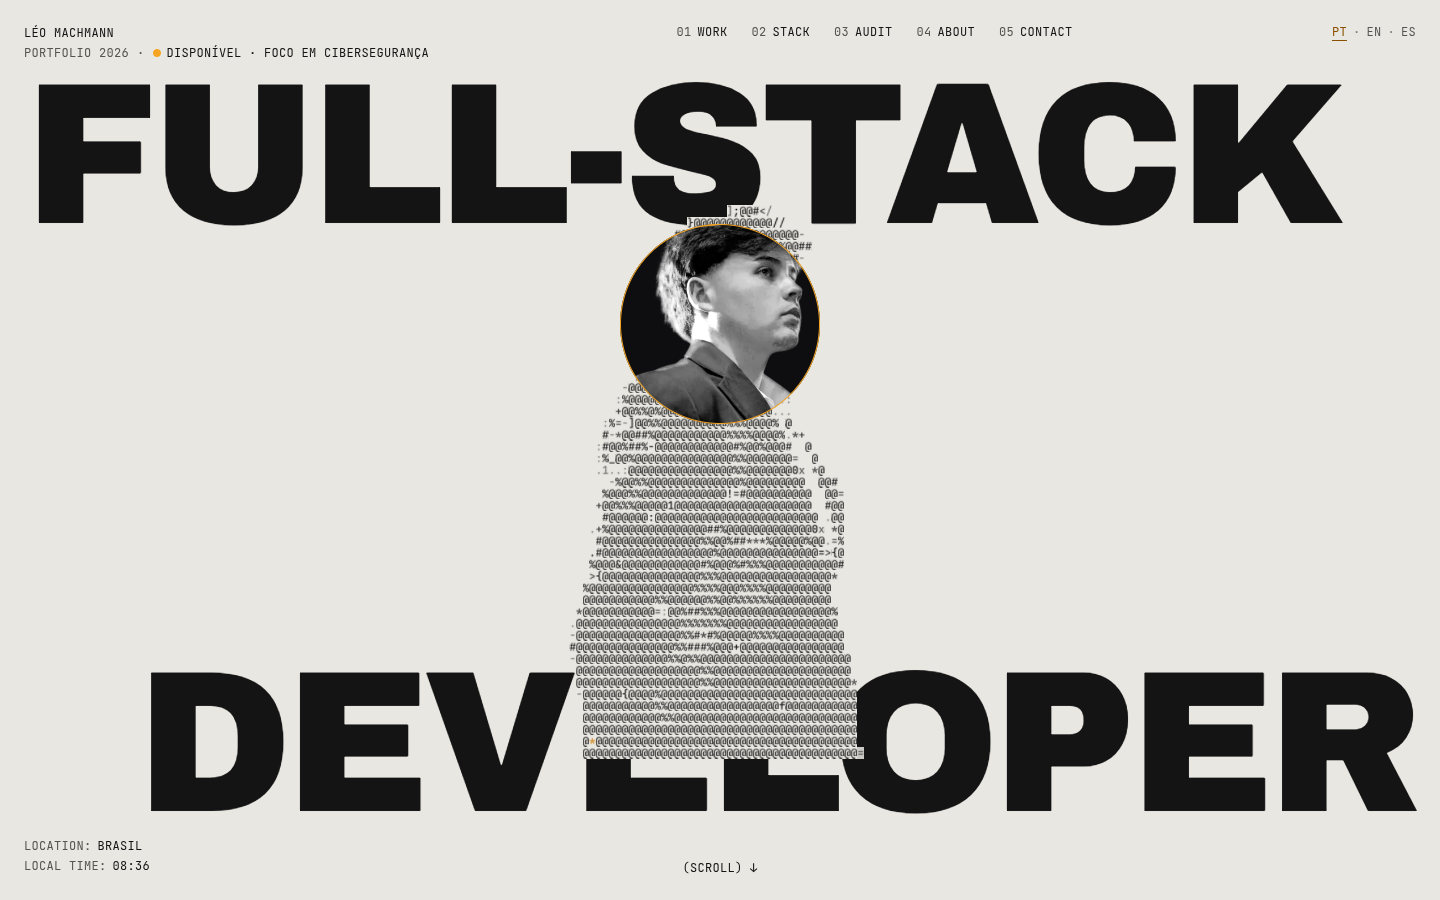 LÉO MACHMANN
PORTFOLIO 2026 · DISPONÍVEL · FOCO EM CIBERSEGURANÇA
01 WORK 02 STACK 03 AUDIT 04 ABOUT 05 CONTACT
PT · EN · ES
FULL-STACK
DEVELOPER
LOCATION: BRASIL
LOCAL TIME: 08:36
(SCROLL) ↓